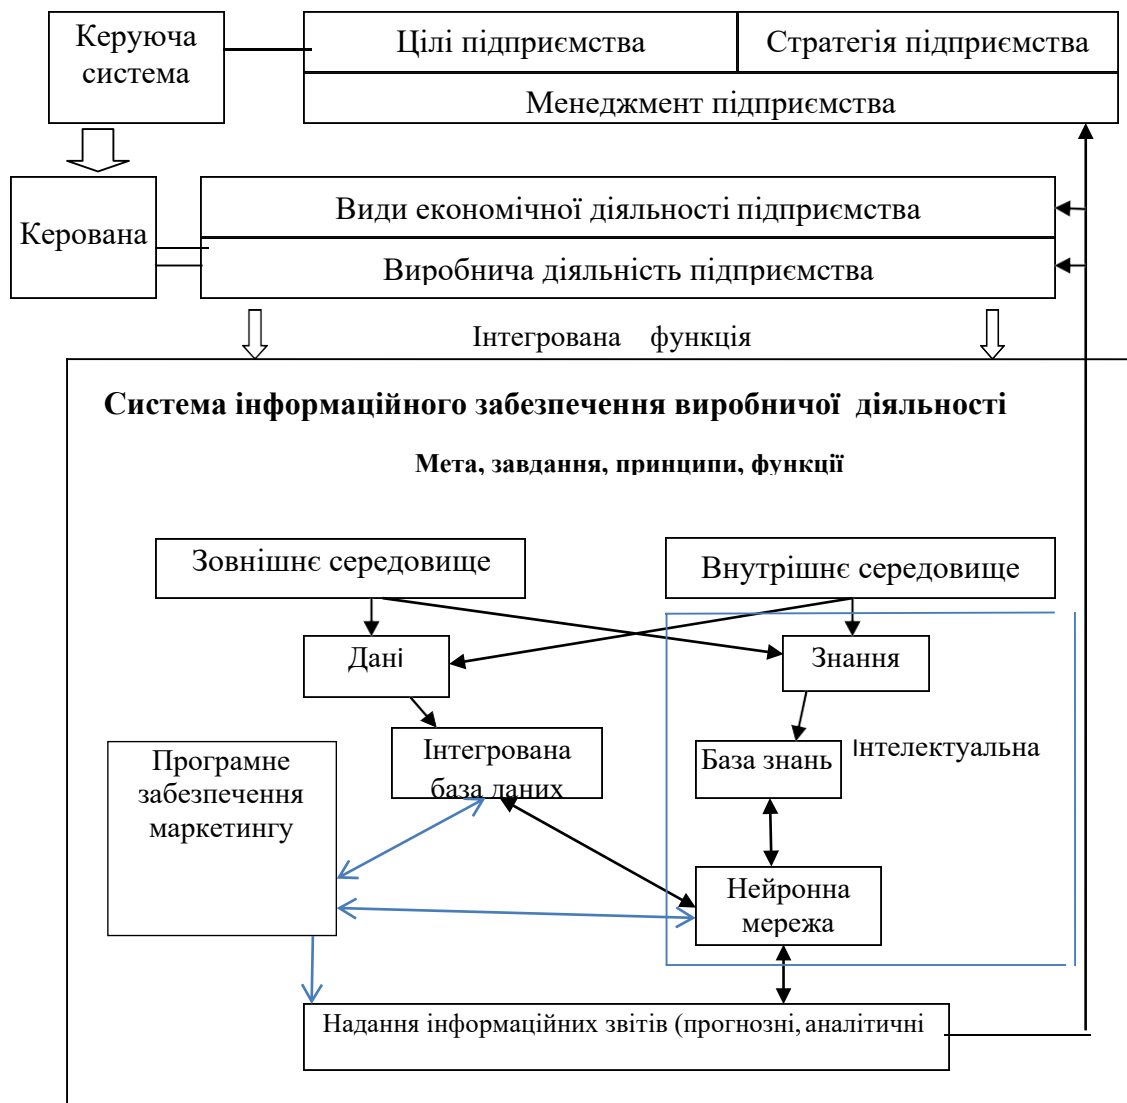 Керуюча
система
Цілі підприємства
Стратегія підприємства
Менеджмент підприємства
Керована
Види економічної діяльності підприємства
Виробнича діяльність підприємства
Інтегрована функція
Система інформаційного забезпечення виробничої діяльності
Мета, завдання, принципи, функції
Зовнішнє середовище
Внутрішнє середовище
Дані
Знання
Програмне
забезпечення
маркетингу
Інтегрована
база даних
База знань
Інтелектуальна
Нейронна
мережа
Надання інформаційних звітів (прогнозні, аналітичні